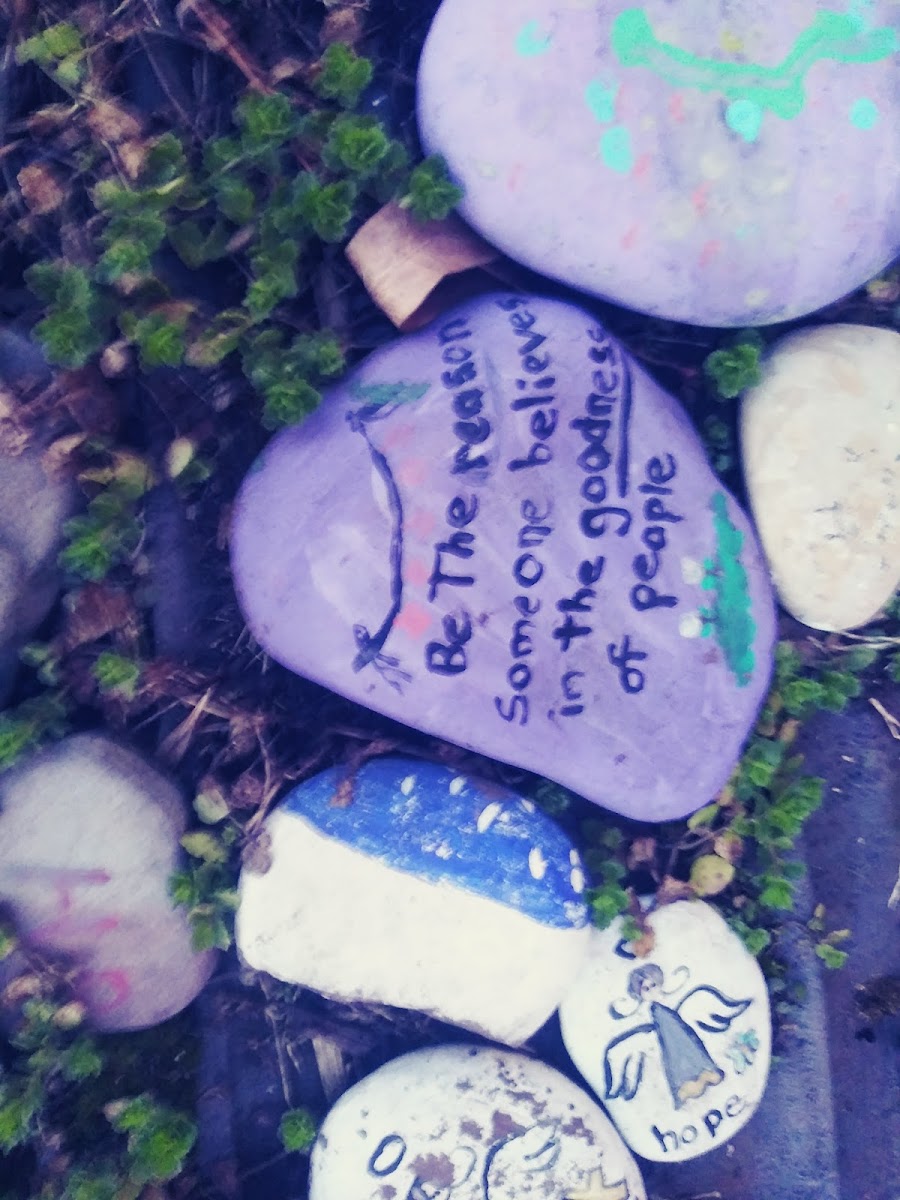 Be The reason
someone believes
in the goodness
of people
hope